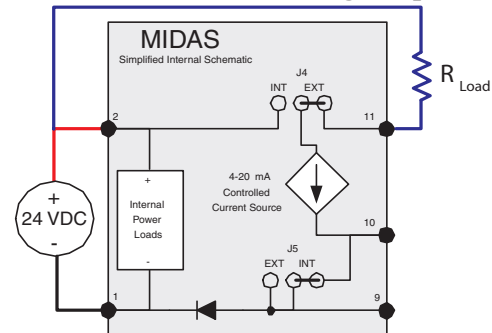 MIDAS
Simplified Internal Schematic
J4
INT EXT
R Load
2
11
+
Internal
Power
Loads
-
4-20 mA
Controlled
Current Source
+
24 VDC
-
10
J5
EXT INT
1
9